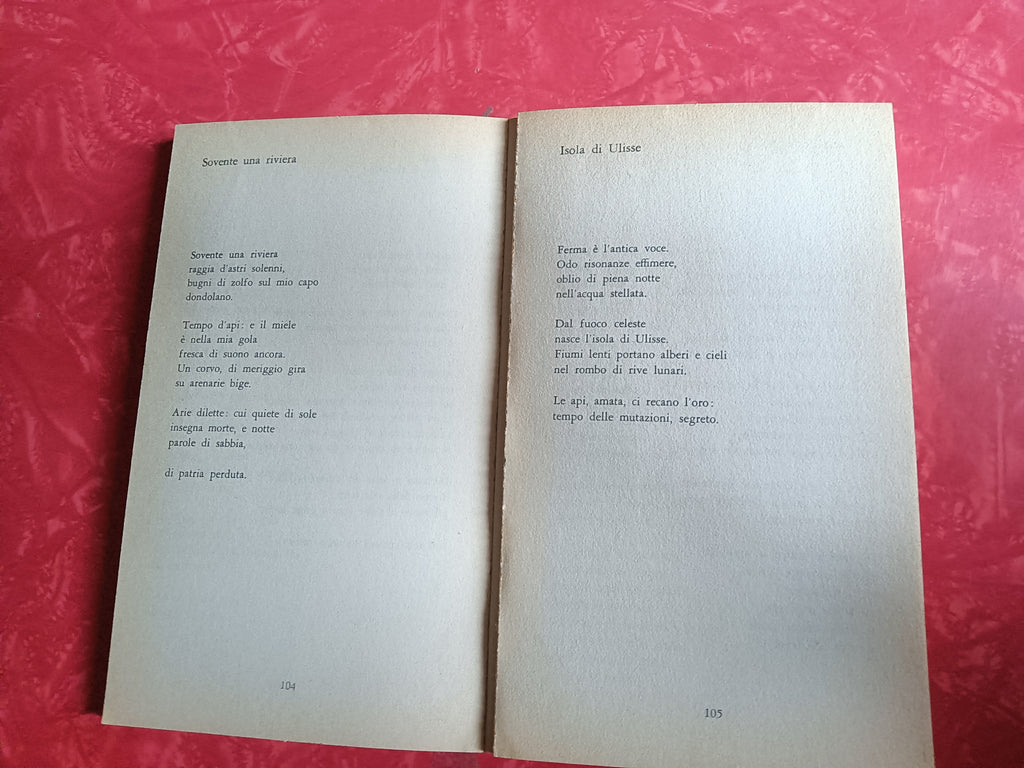 Sovente una riviera
Sovente una riviera
raggia d'astri solenni,
bugni di zolfo sul mio capo
dondolano.
Tempo d'api: e il miele
è nella mia gola
fresca di suono ancora.
Un corvo, di meriggio gira
su arenarie bige.
Arie dilette: cui quiete di sole
insegna morte, e notte
parole di sabbia,
di patria perduta.
104
Isola di Ulisse
Ferma è l'antica voce.
Odo risonanze effimere,
oblio di piena notte
nell'acqua stellata.
Dal fuoco celeste
nasce l'isola di Ulisse.
Fiumi lenti portano alberi e cieli
nel rombo di rive lunari.
Le api, amata, ci recano l'oro:
tempo delle mutazioni, segreto.
105